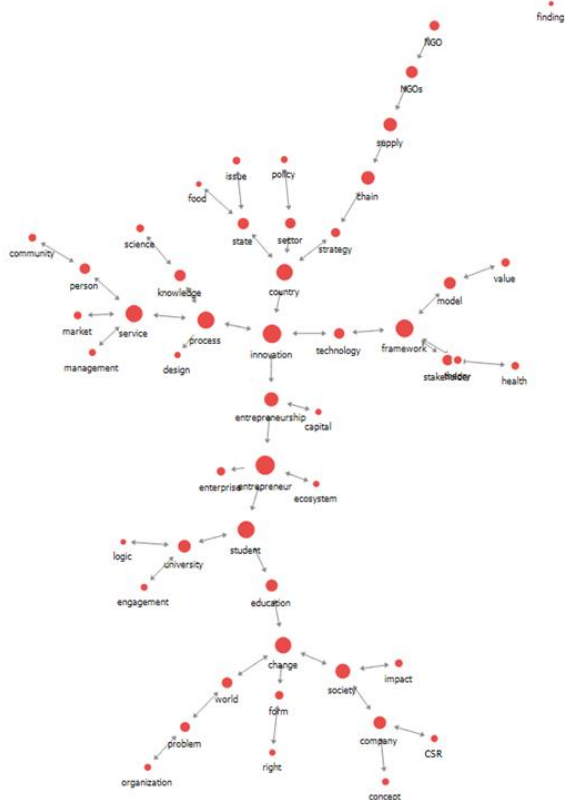 finding
NGO
NGOs
supply
issue
policy
chain
food
state
sector
strategy
science
community
person
knowledge
country
value
model
market
service
process
innovation
technology
framework
management
design
stakeholder
health
entrepreneurship
capital
enterprise
entrepreneur
ecosystem
student
logic
university
engagement
education
change
society
impact
world
form
problem
company
CSR
right
organization
concept